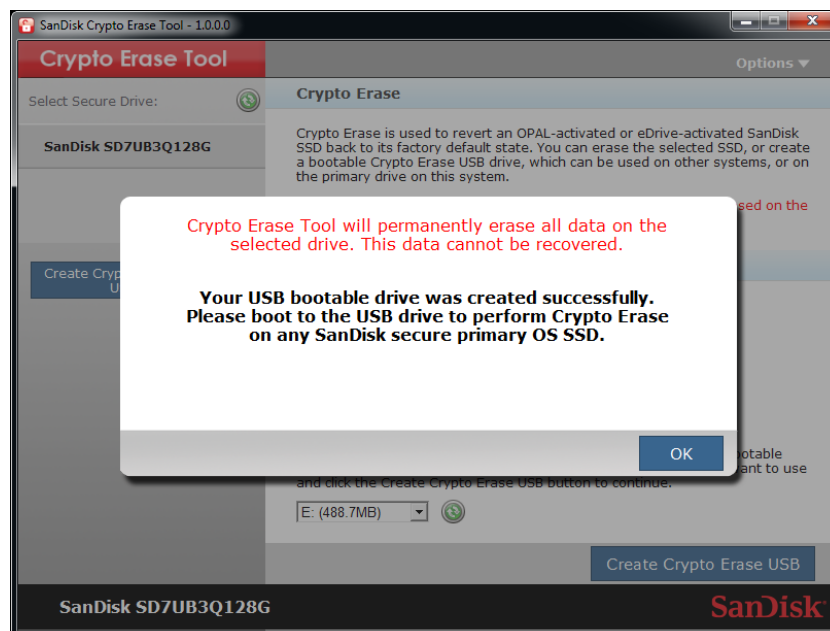 SanDisk Crypto Erase Tool - 1.0.0.0
Crypto Erase Tool
Options
Select Secure Drive:
SanDisk SD7UB3Q128G
Crypto Erase
Crypto Erase is used to revert an OPAL-activated or eDrive-activated SanDisk
SSD back to its factory default state. You can erase the selected SSD, or create
a bootable Crypto Erase USB drive, which can be used on other systems, or on
the primary drive on this system.
on the
Create
Crypto Erase Tool will permanently erase all data on the
selected drive. This data cannot be recovered.
Your USB bootable drive was created successfully.
Please boot to the USB drive to perform Crypto Erase
on any SanDisk secure primary OS SSD.
OK
to use
and click the Create Crypto Erase USB button to continue.
E: (488.7MB)
Create Crypto Erase USB
SanDisk SD7UB3Q128G
SanDisk